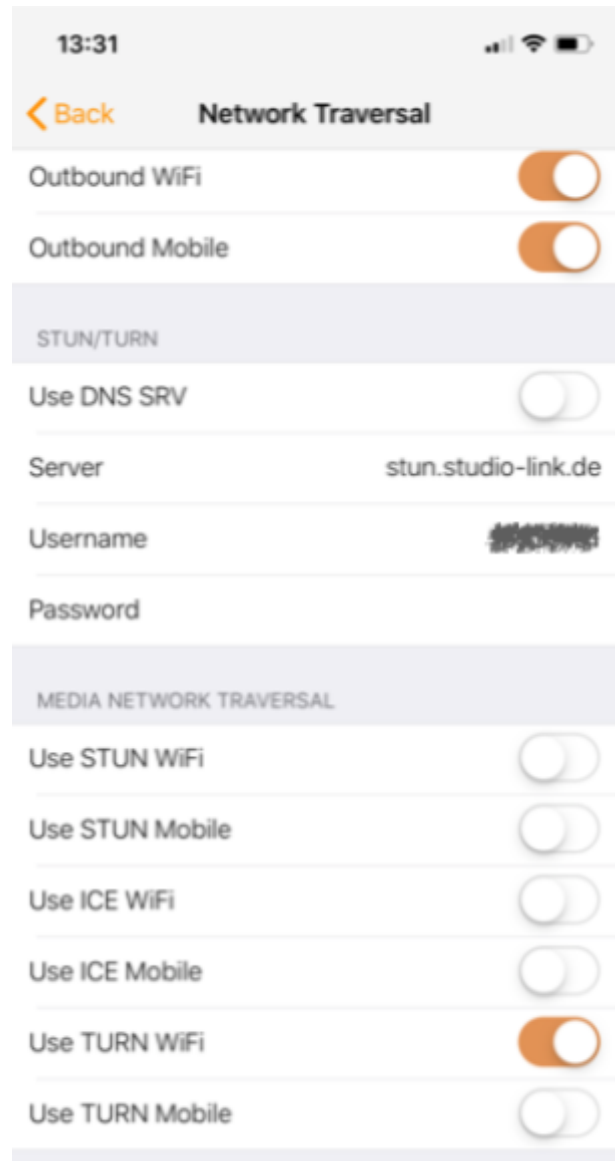 13:31
Back Network Traversal
Outbound WiFi
Outbound Mobile
STUN/TURN
Use DNS SRV
Server stun.studio-link.de
Username
Password
MEDIA NETWORK TRAVERSAL
Use STUN WiFi
Use STUN Mobile
Use ICE WiFi
Use ICE Mobile
Use TURN WiFi
Use TURN Mobile